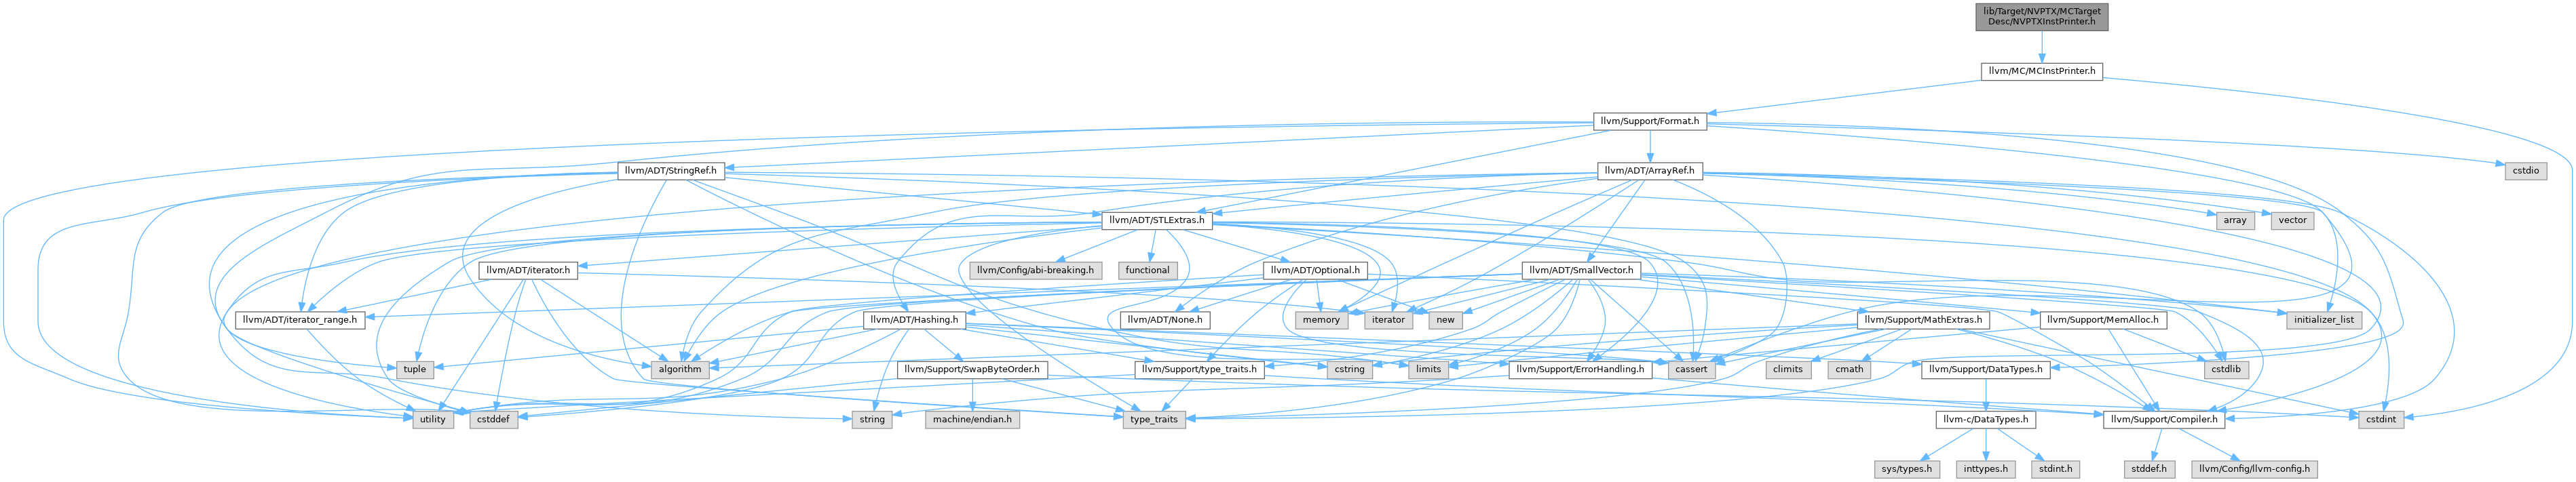 lib/Target/NVPTX/MCTarget
Desc/NVPTXInstPrinter.h
llvm/MC/MCInstPrinter.h
llvm/Support/Format.h
llvm/ADT/StringRef.h
llvm/ADT/ArrayRef.h
cstdio
llvm/ADT/STLExtras.h
array
vector
llvm/ADT/iterator.h
llvm/Config/abi-breaking.h
functional
llvm/ADT/Optional.h
llvm/ADT/SmallVector.h
llvm/ADT/iterator_range.h
llvm/ADT/Hashing.h
llvm/ADT/None.h
memory
iterator
new
llvm/Support/MathExtras.h
llvm/Support/MemAlloc.h
initializer_list
tuple
algorithm
llvm/Support/SwapByteOrder.h
llvm/Support/type_traits.h
cstring
limits
llvm/Support/ErrorHandling.h
cassert
climits
cmath
llvm/Support/DataTypes.h
cstdlib
utility
cstddef
string
machine/endian.h
type_traits
llvm-c/DataTypes.h
llvm/Support/Compiler.h
cstdint
sys/types.h
inttypes.h
stdint.h
stddef.h
llvm/Config/llvm-config.h